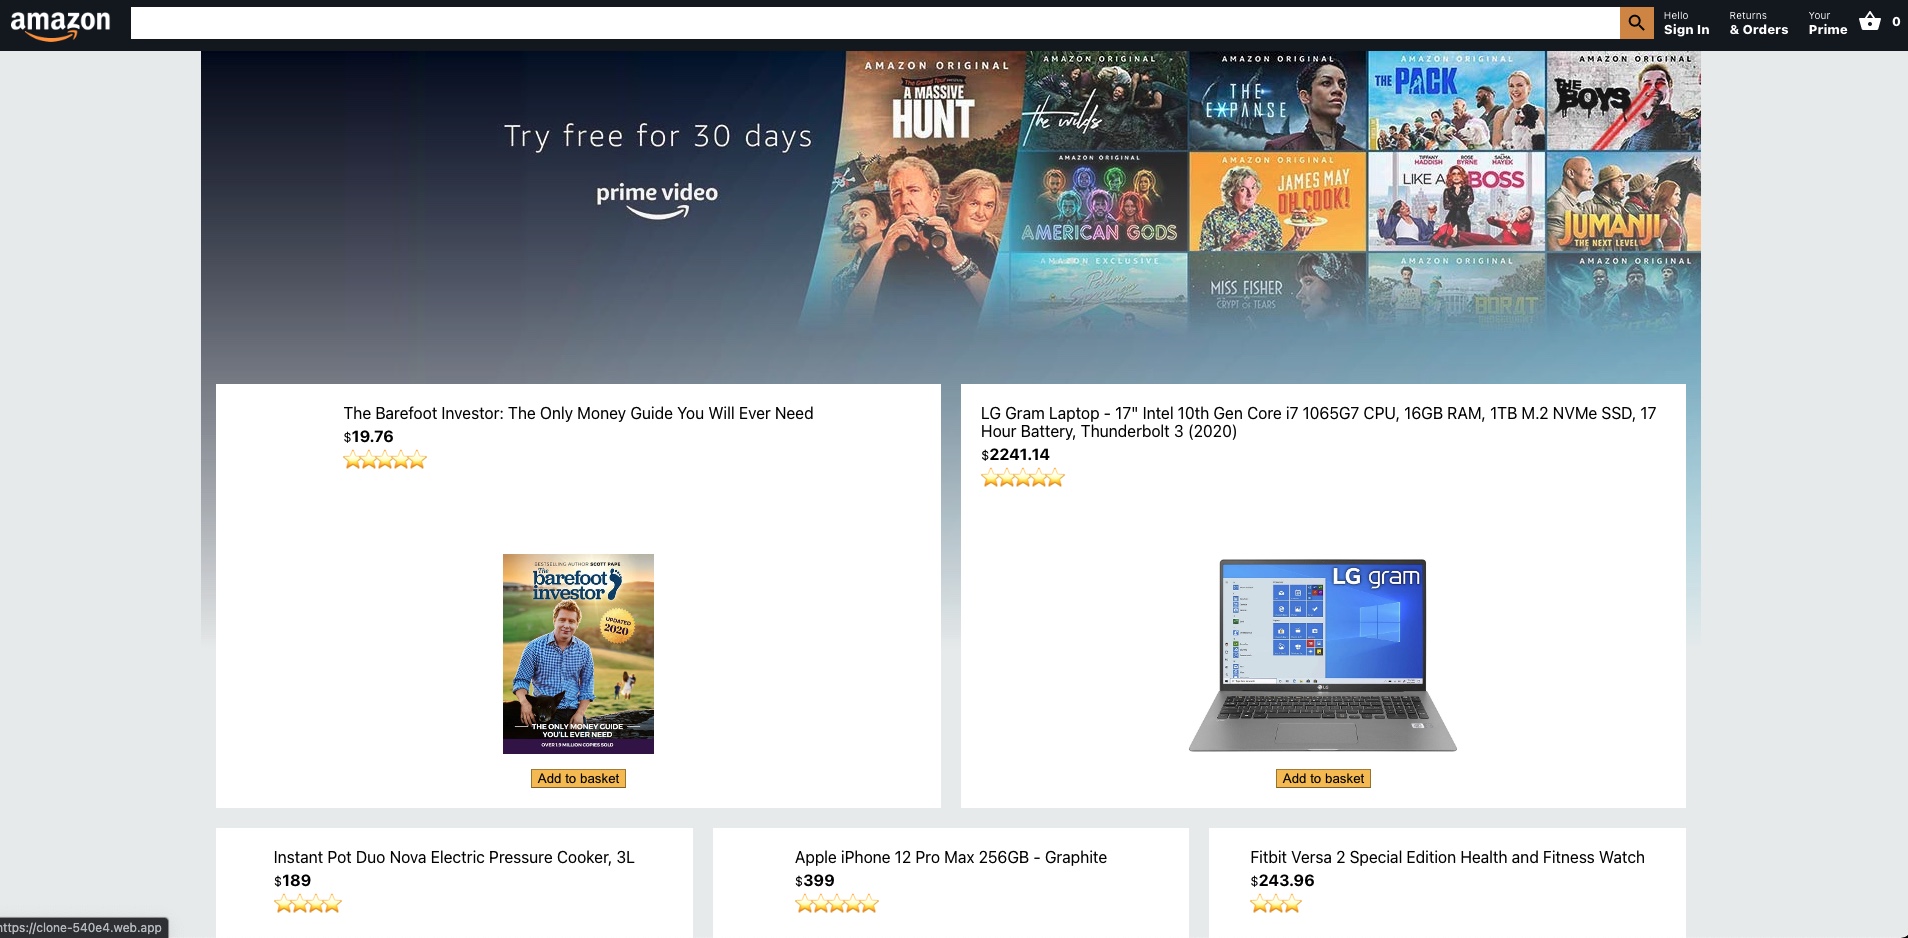 amazon
Hello
Sign In
Returns
& Orders
Your
Prime
0
Try free for 30 days
prime video
AMAZON ORIGINAL
The Grand Tour
A MASSIVE
HUNT
AMAZON ORIGINAL
the wilds
AMAZON ORIGINAL
THE
EXPANSE
AMAZON ORIGINAL
THE PACK
AMAZON ORIGINAL
THE
BOYS
AMAZON ORIGINAL
AMERICAN GODS
AMAZON ORIGINAL
JAMES MAY
OH COOK!
TIFFANY HADDISH
ROSE BYRNE
SALMA HAYEK
LIKE A BOSS
JUMANJI
THE NEXT LEVEL
AMAZON EXCLUSIVE
Palm
Springs
MISS FISHER
CRYPT OF TEARS
AMAZON ORIGINAL
BORAT
AMAZON ORIGINAL
The Barefoot Investor: The Only Money Guide You Will Ever Need
$19.76
BESTSELLING AUTHOR SCOTT PAPE
The
barefoot
investor
UPDATED
2020
THE ONLY MONEY GUIDE
YOU'LL EVER NEED
OVER 1.9 MILLION COPIES SOLD
Add to basket
LG Gram Laptop - 17" Intel 10th Gen Core i7 1065G7 CPU, 16GB RAM, 1TB M.2 NVMe SSD, 17
Hour Battery, Thunderbolt 3 (2020)
$2241.14
LG gram
LG
Add to basket
Instant Pot Duo Nova Electric Pressure Cooker, 3L
$189
Apple iPhone 12 Pro Max 256GB - Graphite
$399
Fitbit Versa 2 Special Edition Health and Fitness Watch
$243.96
https://clone-540e4.web.app